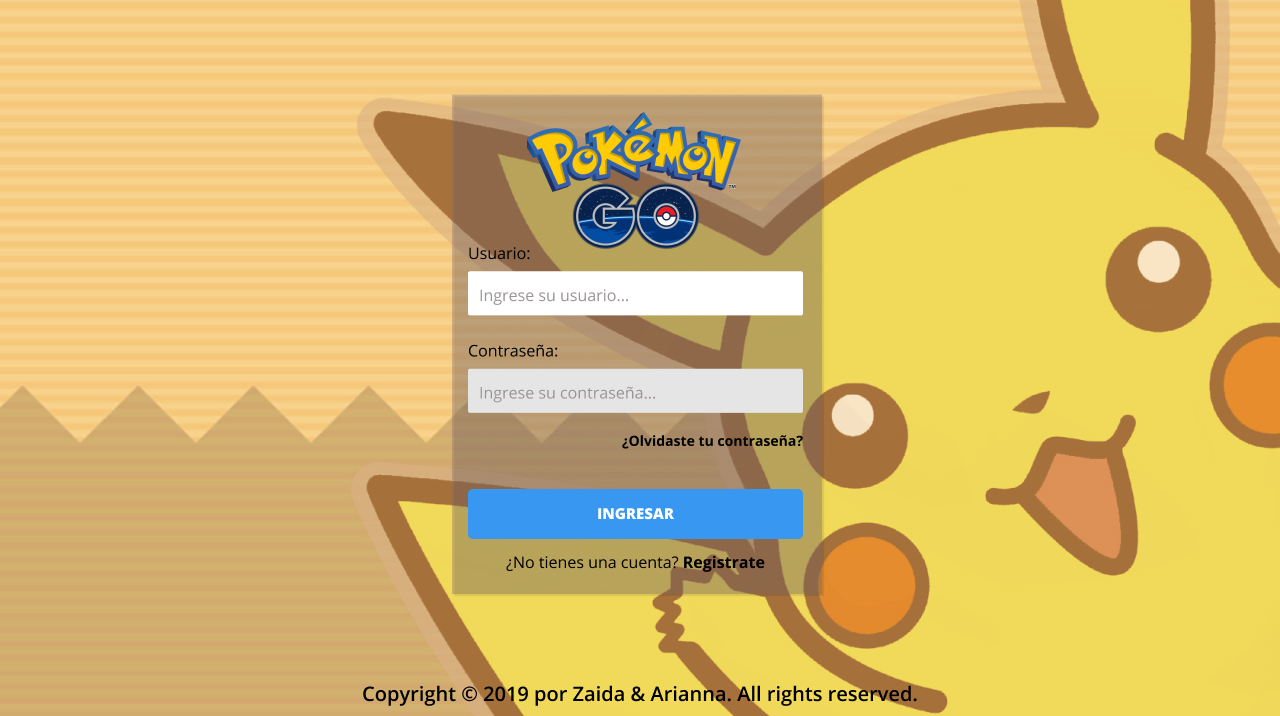 POKéMON
GO
TM
Usuario:
Ingrese su usuario...
Contraseña:
Ingrese su contraseña...
¿Olvidaste tu contraseña?
INGRESAR
¿No tienes una cuenta? Registrate
Copyright © 2019 por Zaida & Arianna. All rights reserved.